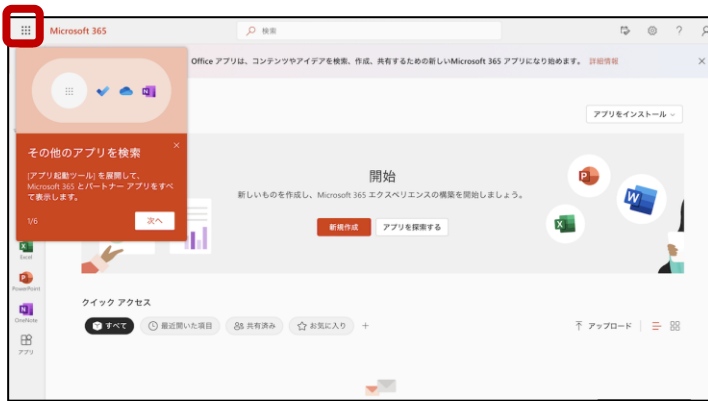 Microsoft 365
検索
Office アプリは、コンテンツやアイデアを検索、作成、共有するための新しいMicrosoft 365 アプリになり始めます。 詳細情報
アプリをインストール
その他のアプリを検索
[アプリ起動ツール] を展開して、
Microsoft 365 とパートナー アプリをすべ
て表示します。
1/6
次へ
開始
新しいものを作成し、Microsoft 365 エクスペリエンスの構築を開始しましょう。
新規作成
アプリを探索する
Excel
PowerPoint
OneNote
アプリ
クイック アクセス
すべて
最近開いた項目
共有済み
お気に入り
アップロード